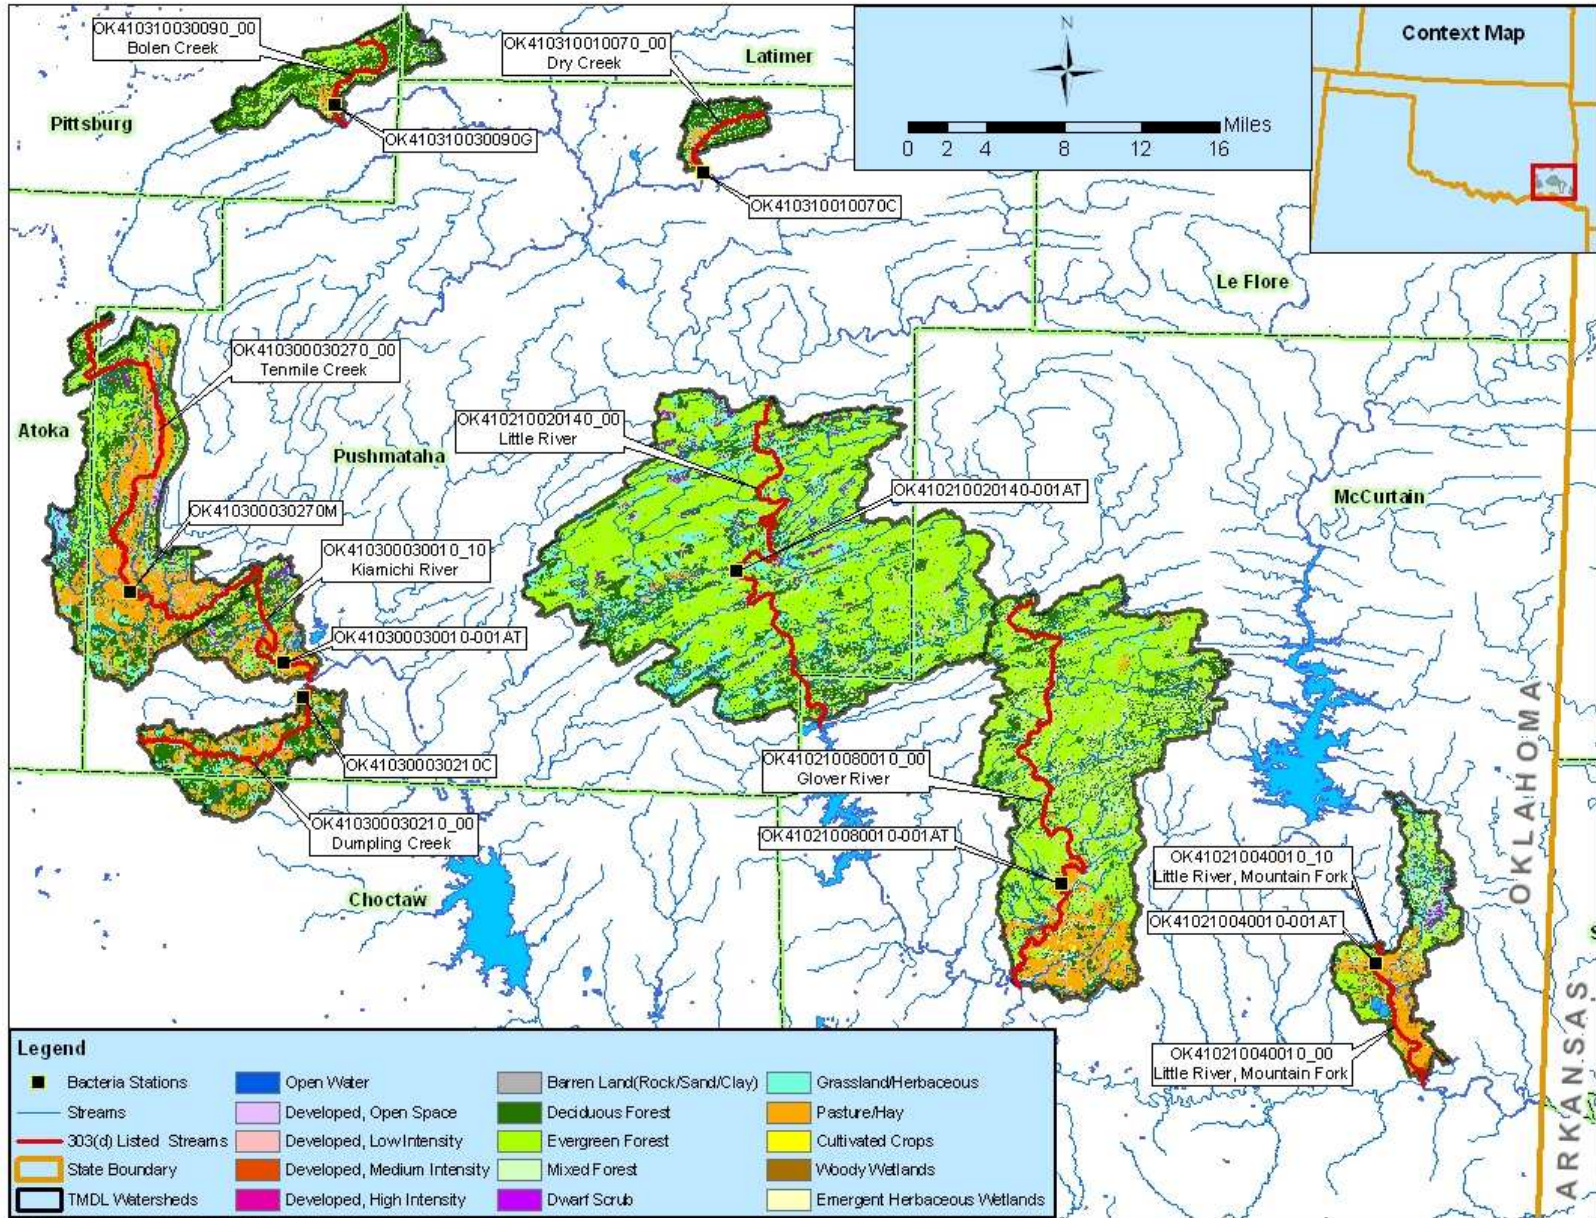 OK410310030090_00
Bolen Creek
OK410310010070_00
Dry Creek
Latimer
N
Miles
0 2 4 8 12 16
Context Map
Pittsburg
OK410310030090G
OK410310010070C
Le Flore
OK410300030270_00
Tenmile Creek
Atoka
Pushmataha
OK410210020140_00
Little River
OK410210020140-001AT
McCurtain
OK410300030270M
OK410300030010_10
Kiamichi River
OK410300030010-001AT
OK410300030210C
OK410210080010_00
Glover River
OK410300030210_00
Dumpling Creek
OK410210080010-001AT
OK410210040010_10
Little River, Mountain Fork
OK410210040010-001AT
Choctaw
OKLAHOMA
ARKANSAS
OK410210040010_00
Little River, Mountain Fork
Legend
Bacteria Stations
Streams
303(d) Listed Streams
State Boundary
TMDL Watersheds
Open Water
Developed, Open Space
Developed, Low Intensity
Developed, Medium Intensity
Developed, High Intensity
Barren Land(Rock/Sand/Clay)
Deciduous Forest
Evergreen Forest
Mixed Forest
Dwarf Scrub
Grassland/Herbaceous
Pasture/Hay
Cultivated Crops
Woody Wetlands
Emergent Herbaceous Wetlands